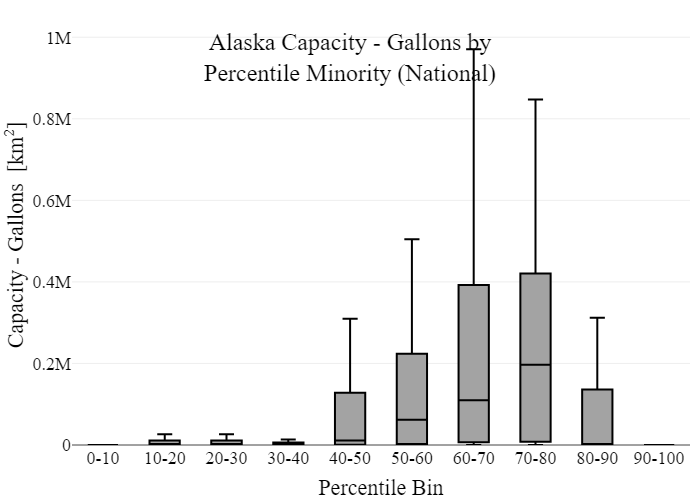 Alaska Capacity - Gallons by
Percentile Minority (National)
Capacity - Gallons [km²]
1M
0.8M
0.6M
0.4M
0.2M
0
0-10 10-20 20-30 30-40 40-50 50-60 60-70 70-80 80-90 90-100
Percentile Bin